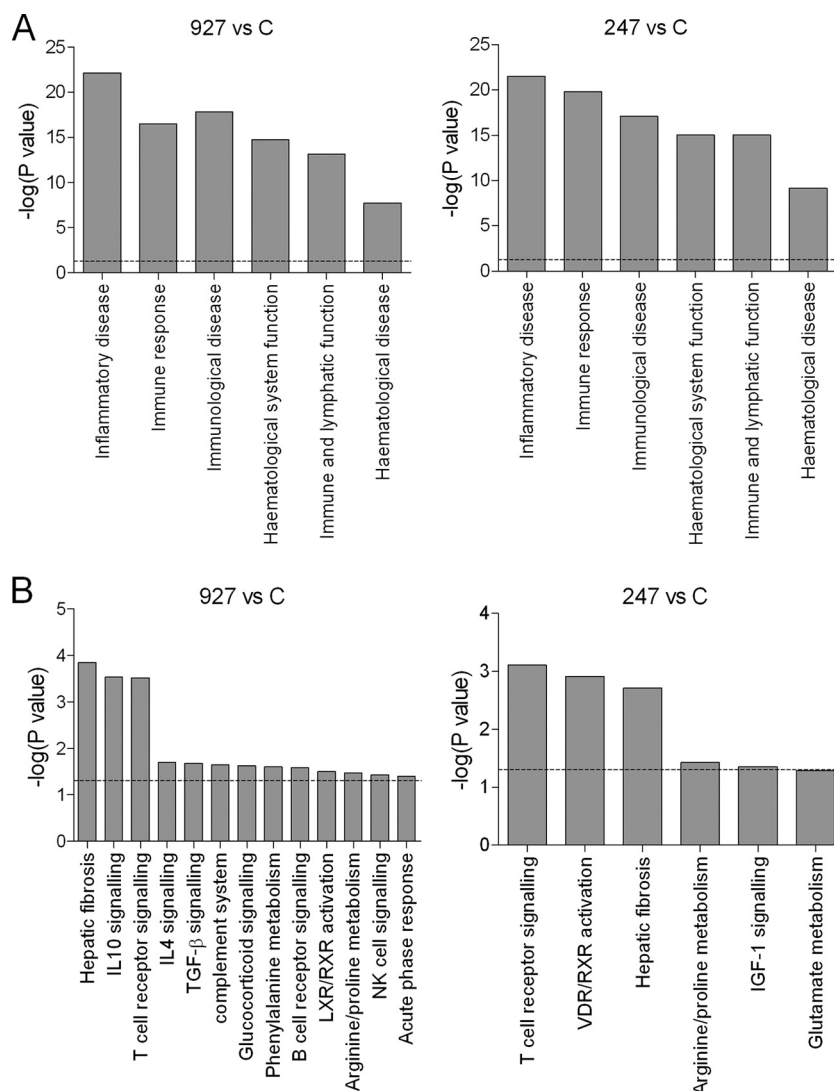 A
927 vs C
-log(P value)
25
20
15
10
5
0
Inflammatory disease
Immune response
Immunological disease
Haematological system function
Immune and lymphatic function
Haematological disease
247 vs C
-log(P value)
25
20
15
10
5
0
Inflammatory disease
Immune response
Immunological disease
Haematological system function
Immune and lymphatic function
Haematological disease
B
927 vs C
-log(P value)
5
4
3
2
1
0
Hepatic fibrosis
IL10 signalling
T cell receptor signalling
IL4 signalling
TGF-β signalling
complement system
Glucocorticoid signalling
Phenylalanine metabolism
B cell receptor signalling
LXR/RXR activation
Arginine/proline metabolism
NK cell signalling
Acute phase response
247 vs C
-log(P value)
4
3
2
1
0
T cell receptor signalling
VDR/RXR activation
Hepatic fibrosis
Arginine/proline metabolism
IGF-1 signalling
Glutamate metabolism